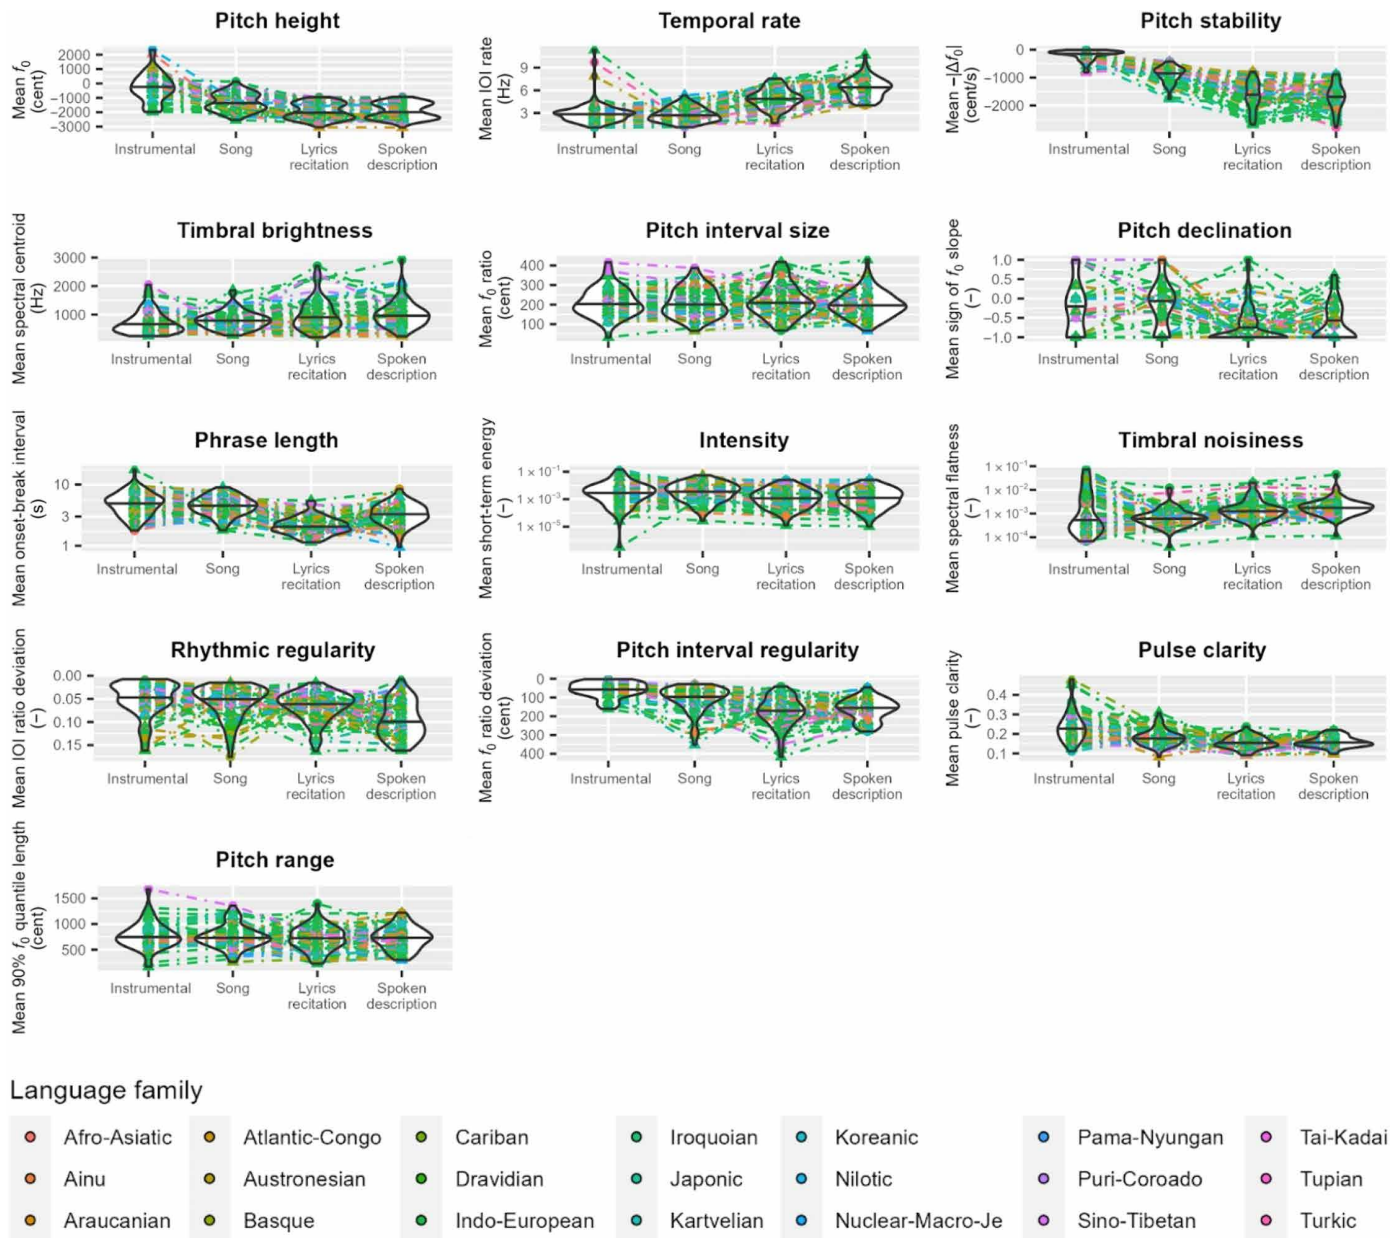 Pitch height
Mean f0
(cent)
2000
1000
0
−1000
−2000
−3000
Instrumental Song Lyrics recitation Spoken description
Temporal rate
Mean IOI rate
(Hz)
9
6
3
Instrumental Song Lyrics recitation Spoken description
Pitch stability
Mean −|Δf0|
(cent/s)
0
−1000
−2000
Instrumental Song Lyrics recitation Spoken description
Timbral brightness
Mean spectral centroid
(Hz)
3000
2000
1000
Instrumental Song Lyrics recitation Spoken description
Pitch interval size
Mean f0 ratio
(cent)
400
300
200
100
Instrumental Song Lyrics recitation Spoken description
Pitch declination
Mean sign of f0 slope
(−)
1.0
0.5
0.0
−0.5
−1.0
Instrumental Song Lyrics recitation Spoken description
Phrase length
Mean onset-break interval
(s)
10
3
1
Instrumental Song Lyrics recitation Spoken description
Intensity
Mean short-term energy
(−)
1 × 10⁻¹
1 × 10⁻³
1 × 10⁻⁵
Instrumental Song Lyrics recitation Spoken description
Timbral noisiness
Mean spectral flatness
(−)
1 × 10⁻¹
1 × 10⁻²
1 × 10⁻³
1 × 10⁻⁴
Instrumental Song Lyrics recitation Spoken description
Rhythmic regularity
Mean IOI ratio deviation
(−)
0.00
0.05
0.10
0.15
Instrumental Song Lyrics recitation Spoken description
Pitch interval regularity
Mean f0 ratio deviation
(cent)
0
100
200
300
400
Instrumental Song Lyrics recitation Spoken description
Pulse clarity
Mean pulse clarity
(−)
0.4
0.3
0.2
0.1
Instrumental Song Lyrics recitation Spoken description
Pitch range
Mean 90% f0 quantile length
(cent)
1500
1000
500
Instrumental Song Lyrics recitation Spoken description
Language family
Afro-Asiatic Atlantic-Congo Cariban Iroquoian Koreanic Pama-Nyungan Tai-Kadai
Ainu Austronesian Dravidian Japonic Nilotic Puri-Coroado Tupian
Araucanian Basque Indo-European Kartvelian Nuclear-Macro-Je Sino-Tibetan Turkic